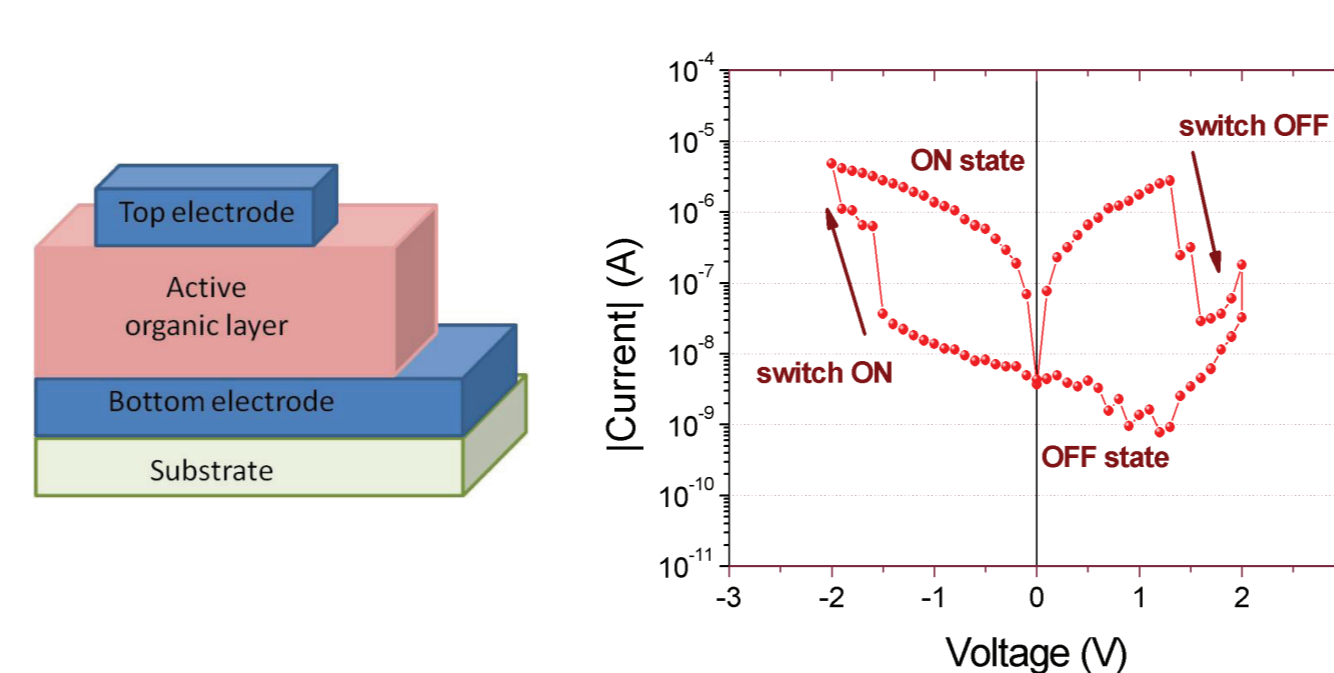 Top electrode
Active
organic layer
Bottom electrode
Substrate
|Current| (A)
10-4
10-5
10-6
10-7
10-8
10-9
10-10
10-11
switch OFF
ON state
switch ON
OFF state
-3 -2 -1 0 1 2
Voltage (V)